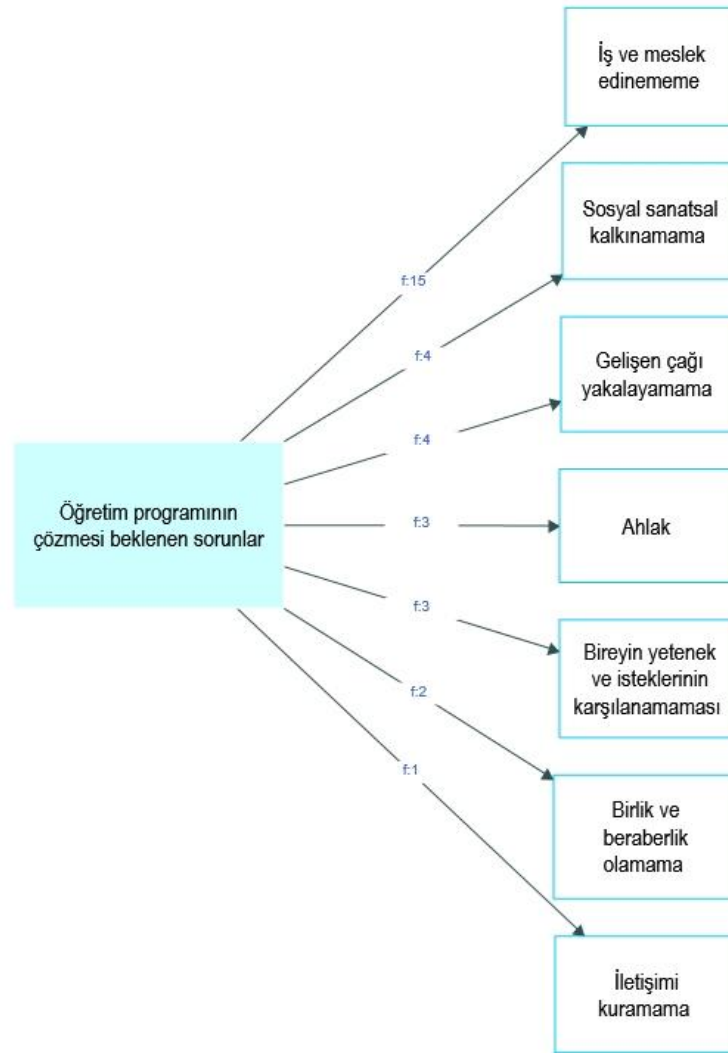 İş ve meslek
edinememe
Sosyal sanatsal
kalkınamama
f:15
f:4
Gelişen çağı
yakalayamama
f:4
Öğretim programının
çözmesi beklenen sorunlar
f:3
Ahlak
f:3
Bireyin yetenek
ve isteklerinin
karşılanamaması
f:2
f:1
Birlik ve
beraberlik
olamama
İletişimi
kuramama